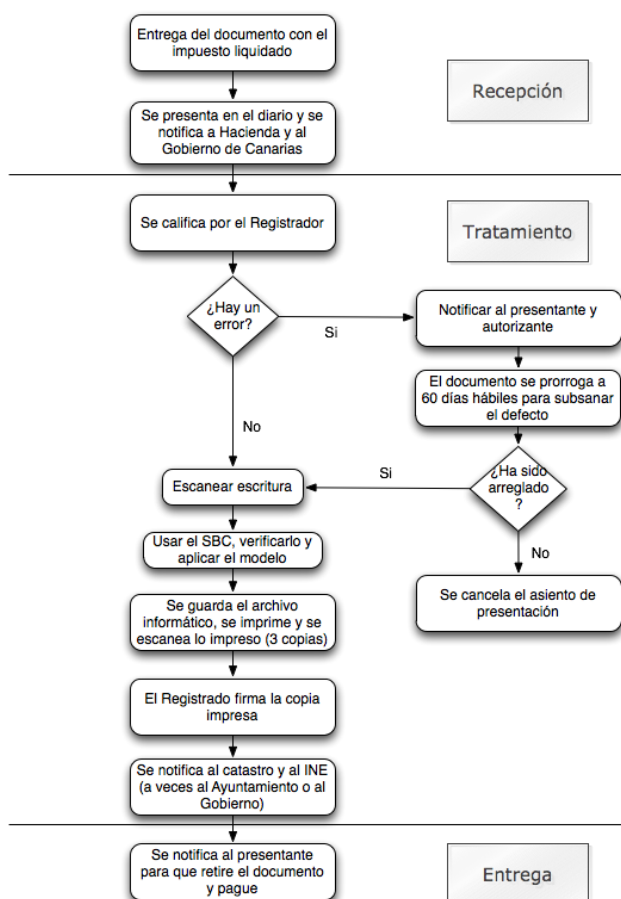 Entrega del documento con el
impuesto liquidado
Recepción
Se presenta en el diario y se
notifica a Hacienda y al
Gobierno de Canarias
Se califica por el Registrador
Tratamiento
¿Hay un
error?
Si
Notificar al presentante y
autorizante
El documento se prorroga a
60 días hábiles para subsanar
el defecto
No
¿Ha sido
arreglado
?
Si
Escanear escritura
No
Usar el SBC, verificarlo y
aplicar el modelo
Se cancela el asiento de
presentación
Se guarda el archivo
informático, se imprime y se
escanea lo impreso (3 copias)
El Registrado firma la copia
impresa
Se notifica al catastro y al INE
(a veces al Ayuntamiento o al
Gobierno)
Se notifica al presentante
para que retire el documento
y pague
Entrega